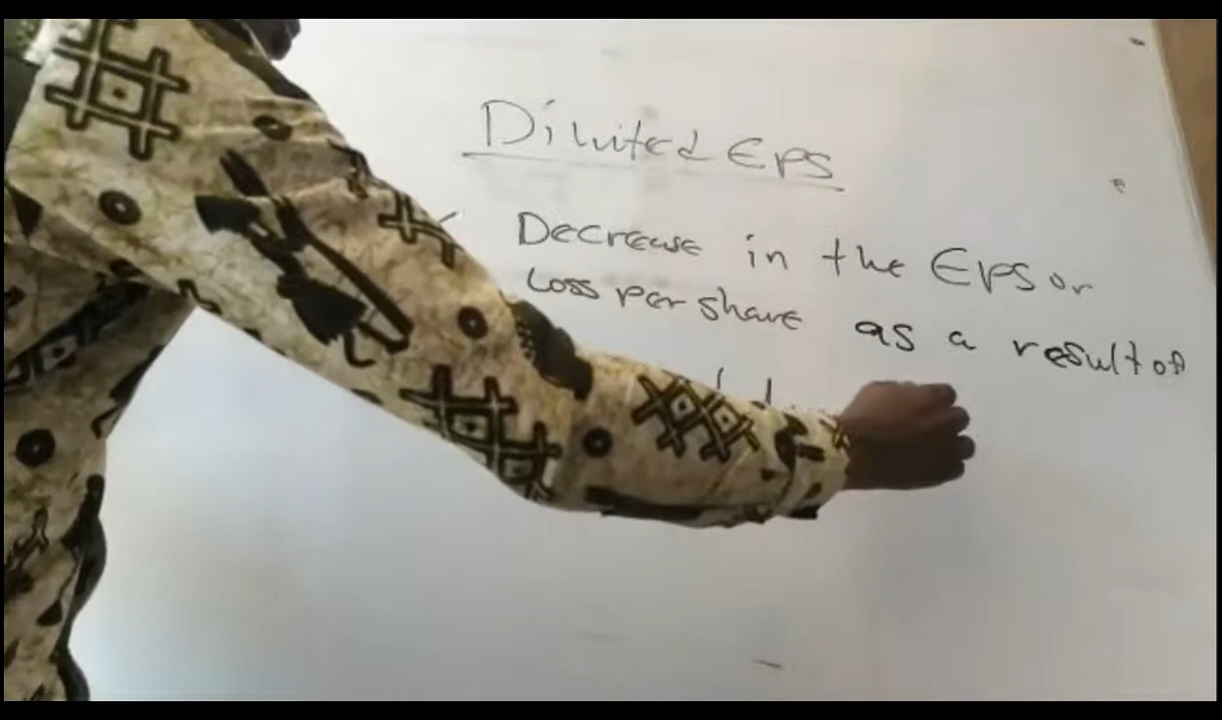 Diluted EPS
Decrease in the EPS or
Loss per share as a result of